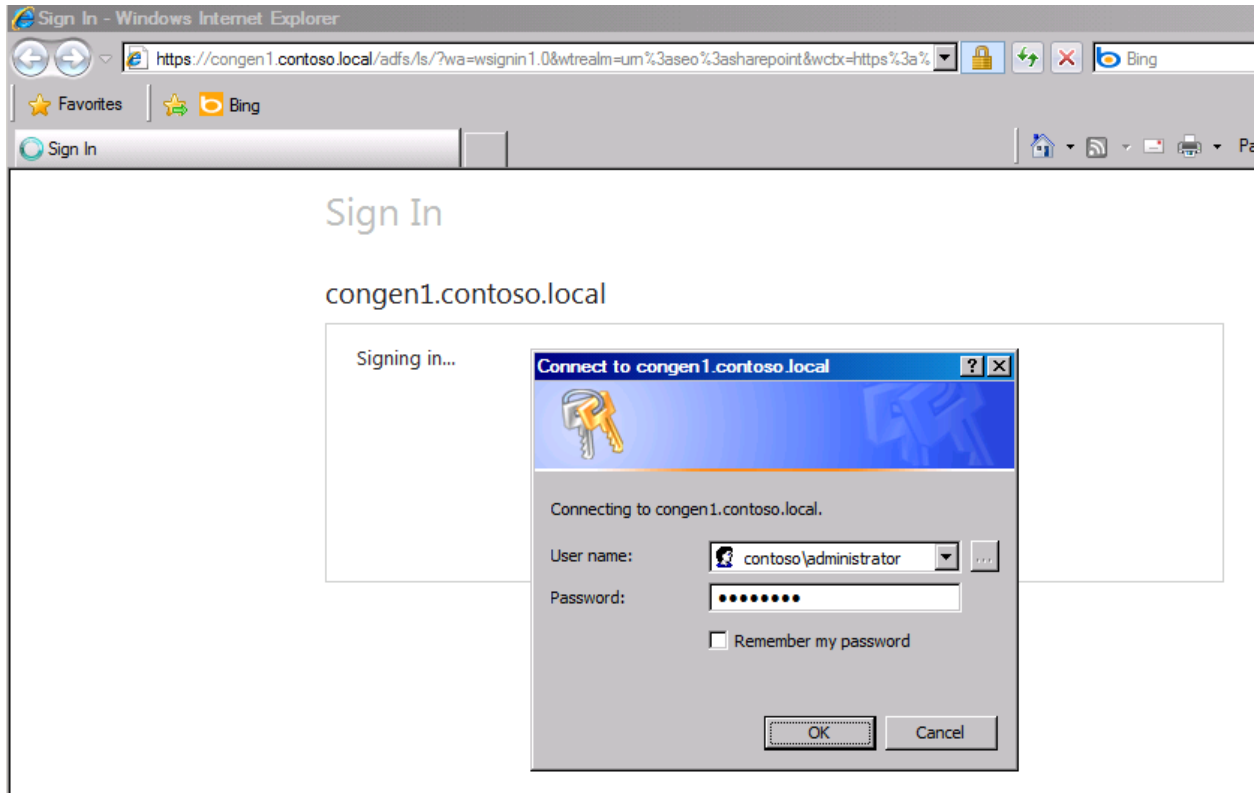 Sign In - Windows Internet Explorer
https://congen1.contoso.local/adfs/ls/?wa=wsignin1.0&wtrealm=urn%3aseo%3asharepoint&wctx=https%3a%
Bing
Favorites
Bing
Sign In
Pa
Sign In
congen1.contoso.local
Signing in...
Connect to congen1.contoso.local
Connecting to congen1.contoso.local.
User name:
contoso\administrator
...
Password:
••••••••
Remember my password
OK
Cancel